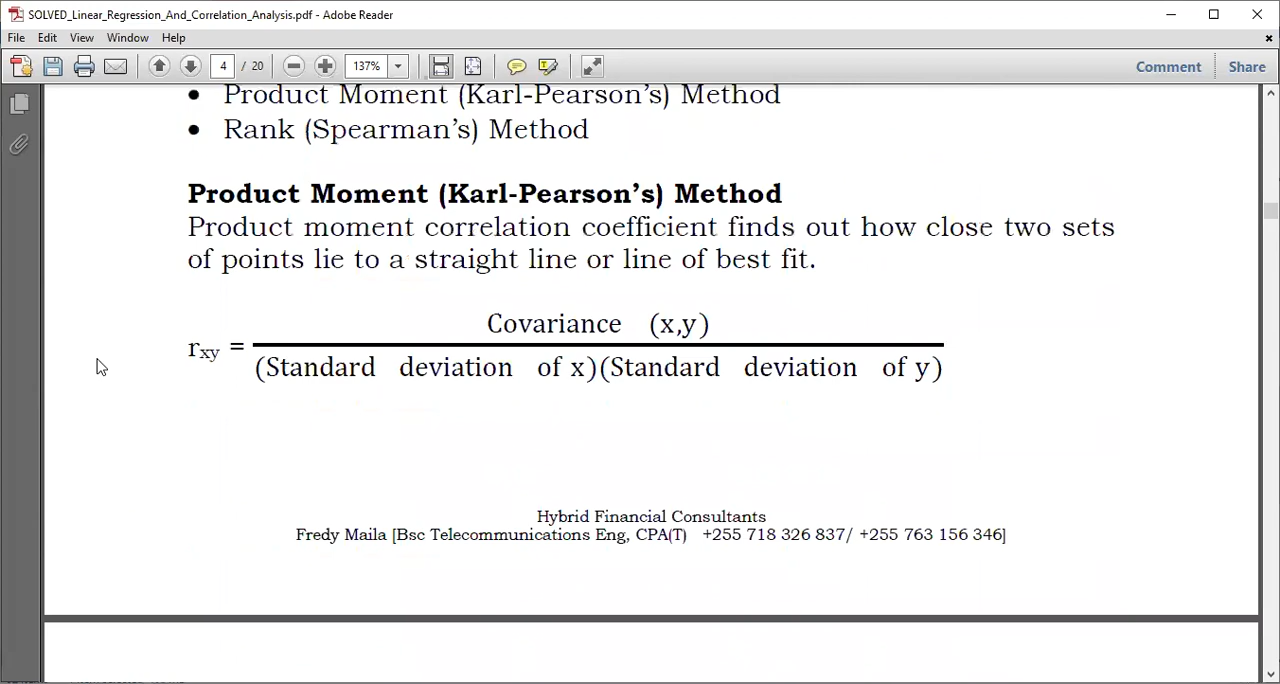 SOLVED_Linear_Regression_And_Correlation_Analysis.pdf - Adobe Reader
File Edit View Window Help
4 / 20 137% Comment Share
• Product Moment (Karl-Pearson's) Method
• Rank (Spearman's) Method
Product Moment (Karl-Pearson's) Method
Product moment correlation coefficient finds out how close two sets
of points lie to a straight line or line of best fit.
Covariance (x,y)
rxy =
(Standard deviation of x)(Standard deviation of y)
Hybrid Financial Consultants
Fredy Maila [Bsc Telecommunications Eng, CPA(T) +255 718 326 837/ +255 763 156 346]